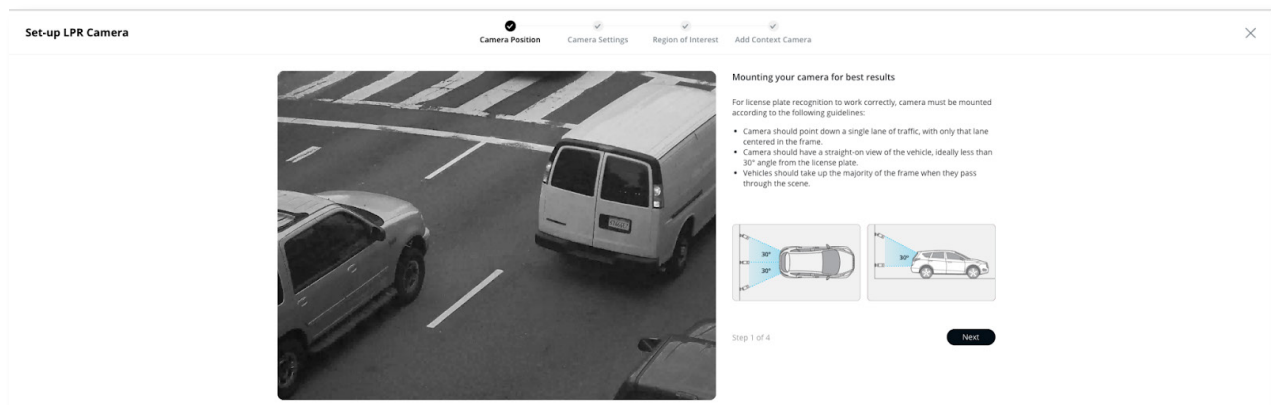 Set-up LPR Camera
Camera Position
Camera Settings
Region of Interest
Add Context Camera
Mounting your camera for best results
For license plate recognition to work correctly, camera must be mounted
according to the following guidelines:
• Camera should point down a single lane of traffic, with only that lane
centered in the frame.
• Camera should have a straight-on view of the vehicle, ideally less than
30° angle from the license plate.
• Vehicles should take up the majority of the frame when they pass
through the scene.
30°
30°
30°
Step 1 of 4
Next